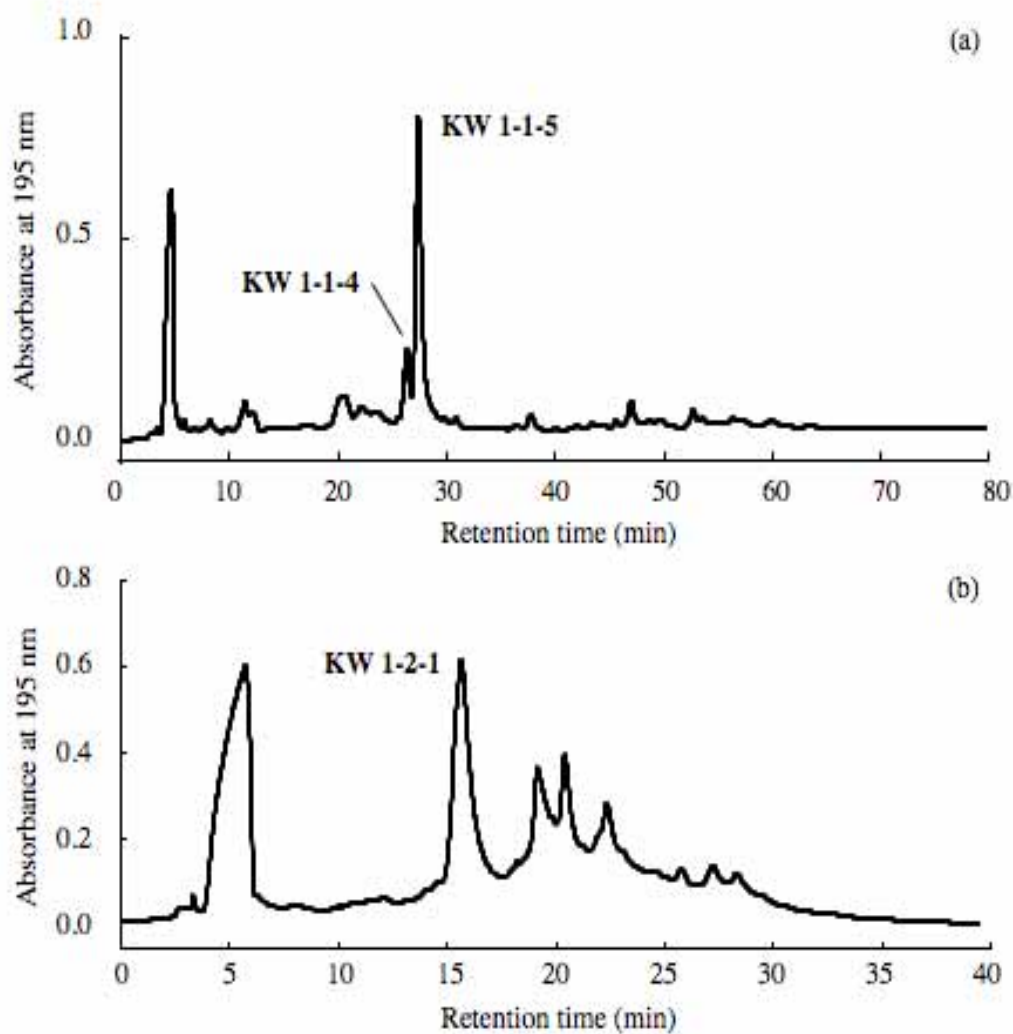 (a)
1.0
0.5
0.0
Absorbance at 195 nm
KW 1-1-5
KW 1-1-4
0 10 20 30 40 50 60 70 80
Retention time (min)
(b)
0.8
0.6
0.4
0.2
0.0
Absorbance at 195 nm
KW 1-2-1
0 5 10 15 20 25 30 35 40
Retention time (min)